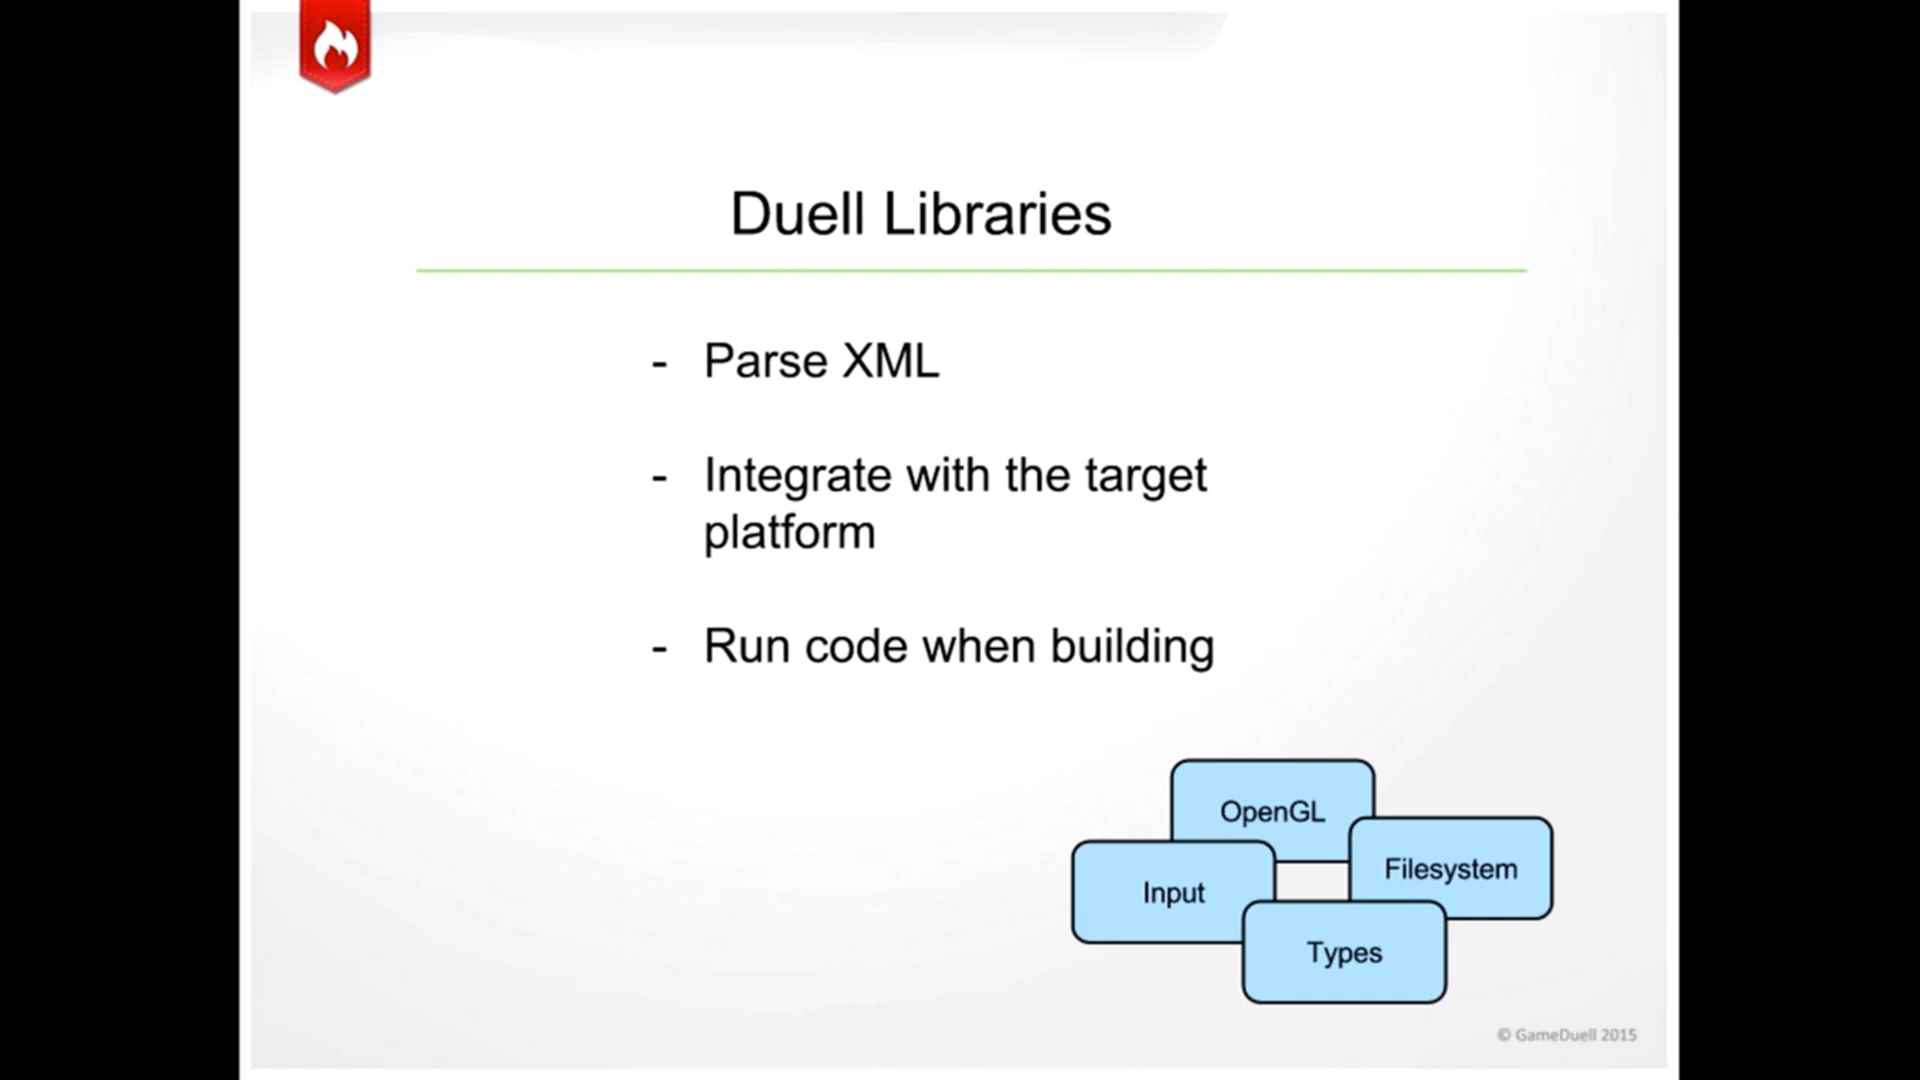 Duell Libraries
- Parse XML
- Integrate with the target
platform
- Run code when building
OpenGL
Filesystem
Input
Types
© GameDuell 2015